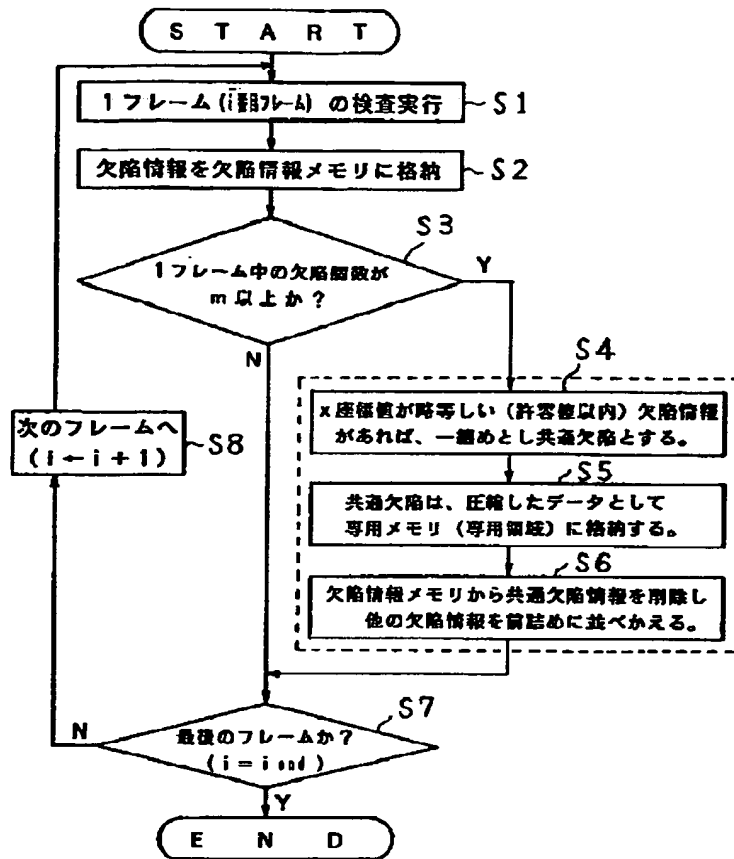 START
1フレーム(i番目フレーム)の検査実行
S1
欠陥情報を欠陥情報メモリに格納
S2
S3
1フレーム中の欠陥個数が
m以上か?
Y
N
S4
x座標値が略等しい(許容値以内)欠陥情報
があれば、一纏めとし共通欠陥とする。
S5
共通欠陥は、圧縮したデータとして
専用メモリ(専用領域)に格納する。
S6
欠陥情報メモリから共通欠陥情報を削除し
他の欠陥情報を前詰めに並べかえる。
次のフレームへ
(i←i+1)
S8
S7
最後のフレームか?
(i=iend)
N
Y
END